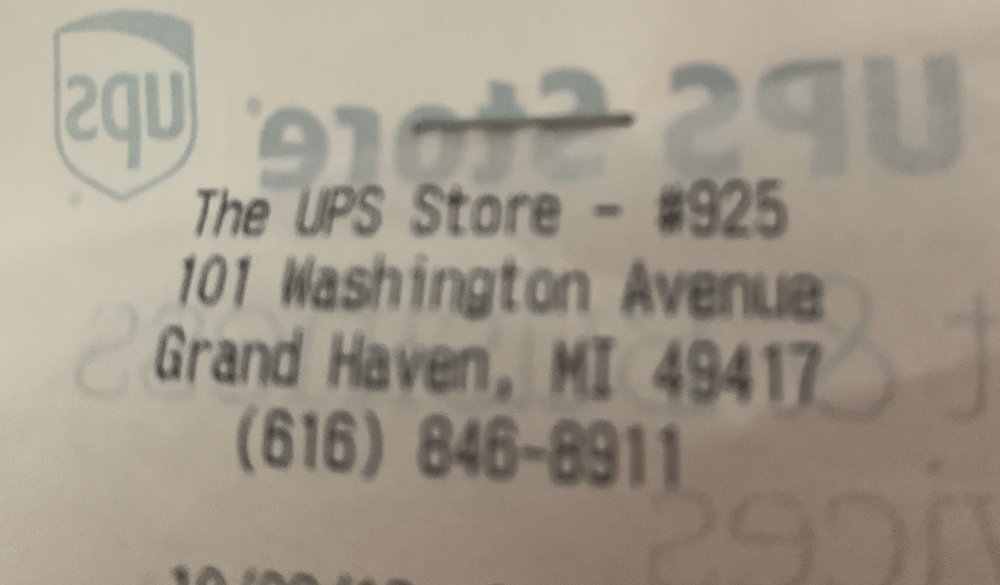 The UPS Store - #925
101 Washington Avenue
Grand Haven, MI 49417
(616) 846-8911
ups
UPS Store